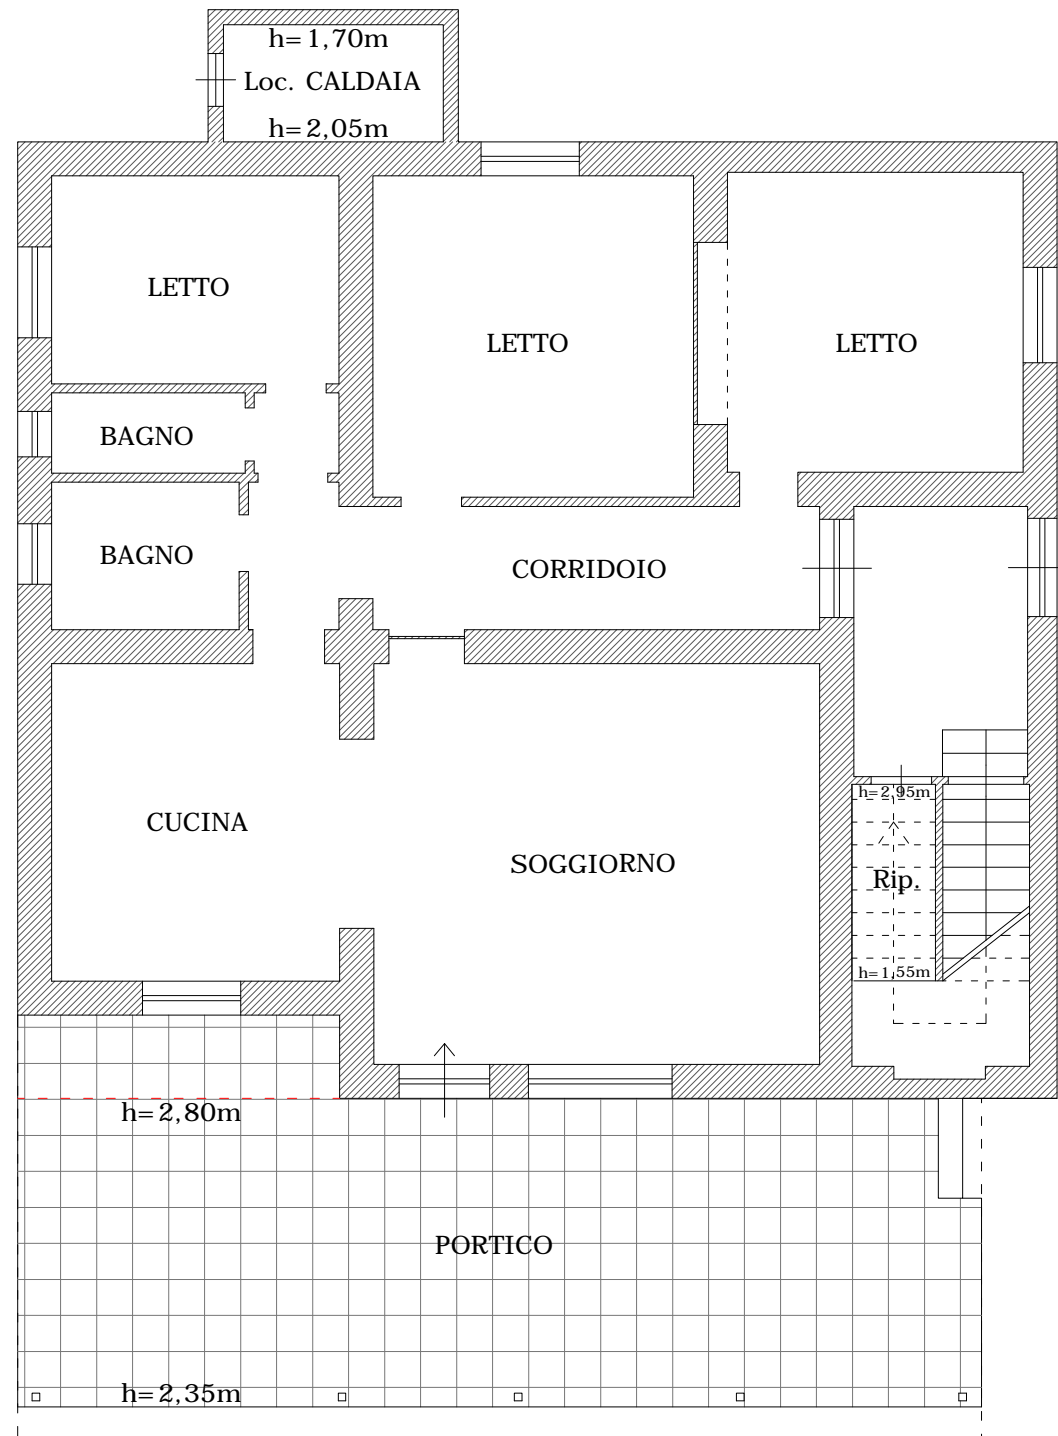 h=1,70m
Loc. CALDAIA
h=2,05m
LETTO
LETTO
LETTO
BAGNO
BAGNO
CORRIDOIO
h=2,95m
CUCINA
SOGGIORNO
Rip.
h=1,55m
h=2,80m
PORTICO
h=2,35m